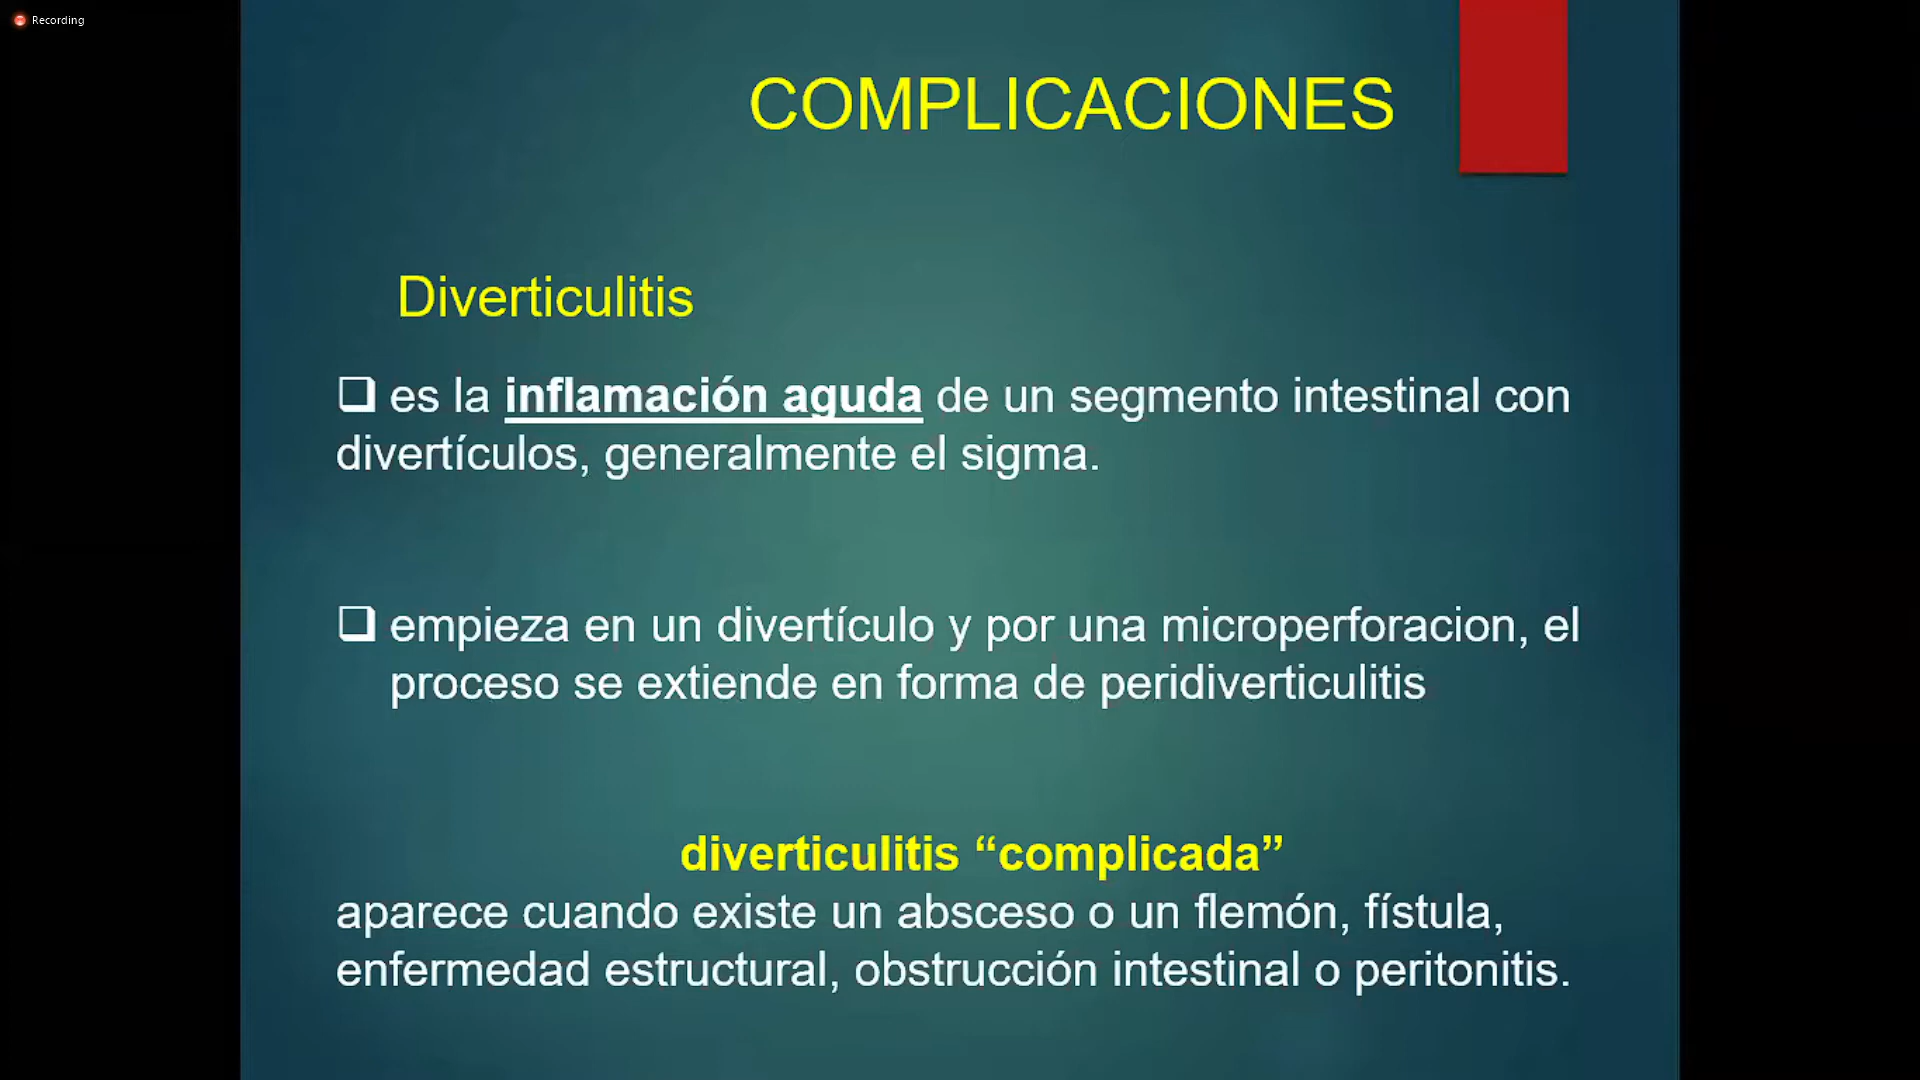 Recording
COMPLICACIONES
Diverticulitis
❑ es la inflamación aguda de un segmento intestinal con
divertículos, generalmente el sigma.
❑ empieza en un divertículo y por una microperforacion, el
proceso se extiende en forma de peridiverticulitis
diverticulitis “complicada”
aparece cuando existe un absceso o un flemón, fístula,
enfermedad estructural, obstrucción intestinal o peritonitis.